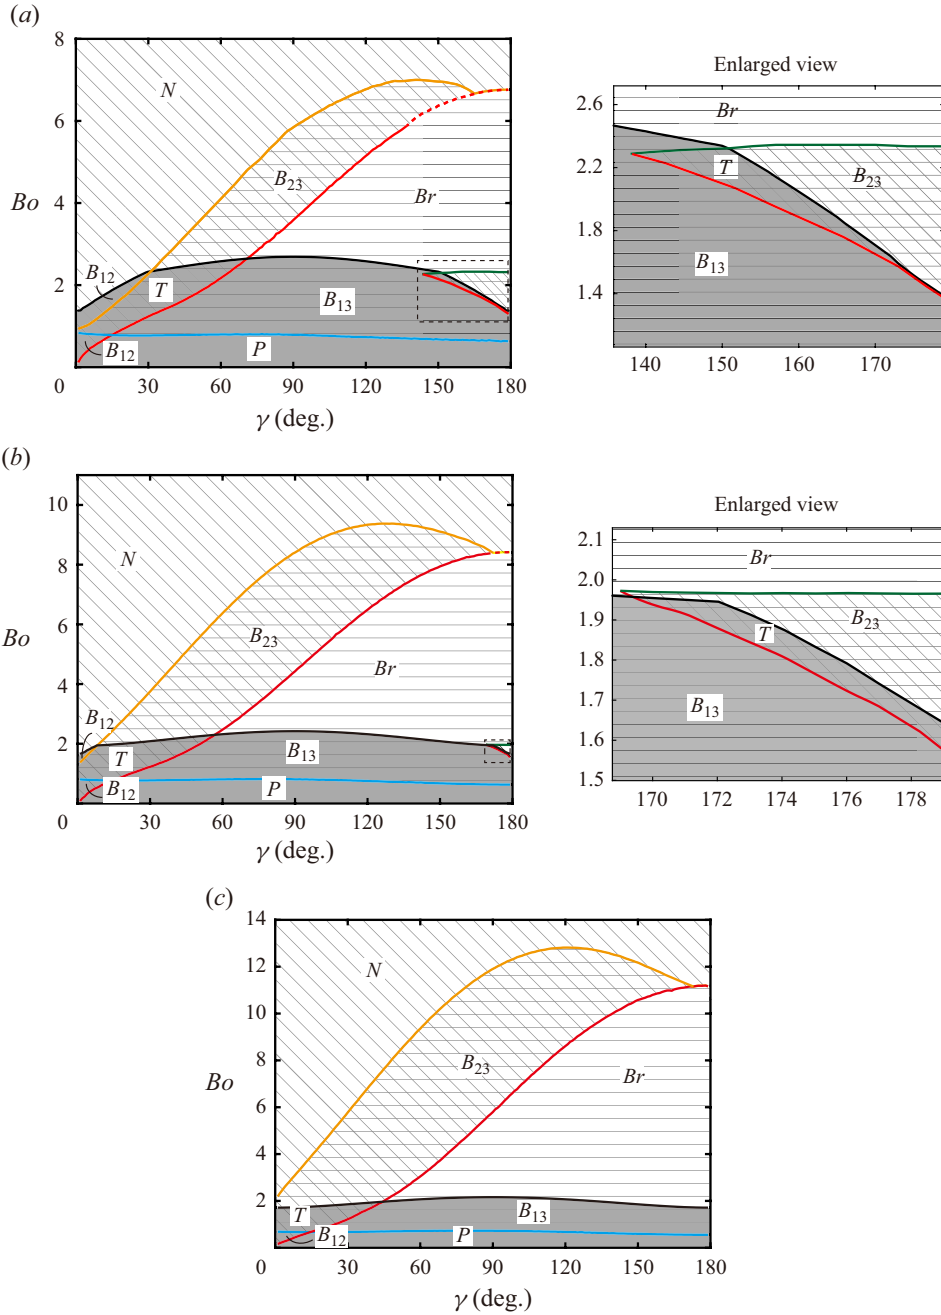 (a)
8
6
4
2
0
Bo
N
B23
Br
B12
T
B13
B12
P
30
60
90
120
150
180
γ (deg.)
Enlarged view
2.6
2.2
1.8
1.4
Br
T
B23
B13
140
150
160
170
(b)
10
8
6
4
2
0
Bo
N
B23
Br
B12
T
B13
B12
P
30
60
90
120
150
180
γ (deg.)
Enlarged view
2.1
2.0
1.9
1.8
1.7
1.6
1.5
Br
B23
T
B13
170
172
174
176
178
(c)
14
12
10
8
6
4
2
0
Bo
N
B23
Br
T
B13
B12
P
30
60
90
120
150
180
γ (deg.)